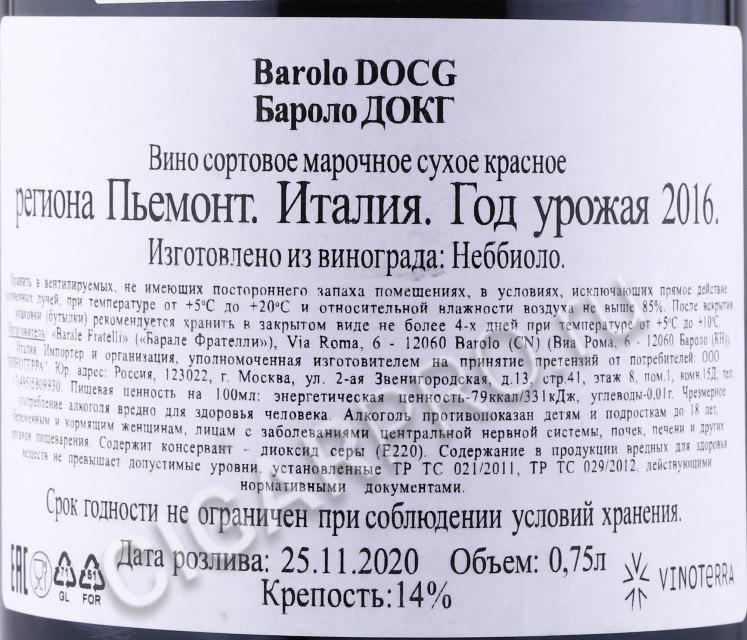 Barolo DOCG
Бароло ДОКГ
Вино сортовое марочное сухое красное
региона Пьемонт. Италия. Год урожая 2016.
Изготовлено из винограда: Неббиоло.
Хранить в вентилируемых, не имеющих постороннего запаха помещениях, в условиях, исключающих прямое действие
солнечных лучей, при температуре от +5°С до +20°С и относительной влажности воздуха не выше 85%. После вскрытия
упаковки (бутылки) рекомендуется хранить в закрытом виде не более 4-х дней при температуре от +5°С до +10°С.
Изготовитель: «Barale Fratelli» («Барале Фрателли»), Via Roma, 6 - 12060 Barolo (CN) (Виа Рома, 6 - 12060 Бароло (КН)),
Италия. Импортер и организация, уполномоченная изготовителем на принятие претензий от потребителей: ООО
"ВИНОТЕРРА". Юр. адрес: Россия, 123022, г. Москва, ул. 2-ая Звенигородская, д.13, стр.41, этаж 8, пом.1, комн.15Д, тел.
Пищевая ценность на 100мл: энергетическая ценность-79ккал/331кДж, углеводы-0,01г. Чрезмерное
употребление алкоголя вредно для здоровья человека. Алкоголь противопоказан детям и подросткам до 18 лет,
беременным и кормящим женщинам, лицам с заболеваниями центральной нервной системы, почек, печени и других
органов пищеварения. Содержит консервант - диоксид серы (Е220). Содержание в продукции вредных для здоровья
веществ не превышает допустимые уровни, установленные ТР ТС 021/2011, ТР ТС 029/2012, действующими
нормативными документами.
Срок годности не ограничен при соблюдении условий хранения.
Дата розлива: 25.11.2020 Объем: 0,75л
Крепость:14%
EAC
71
GL
51
FOR
VINOTERRA
CIGARPRO.RU